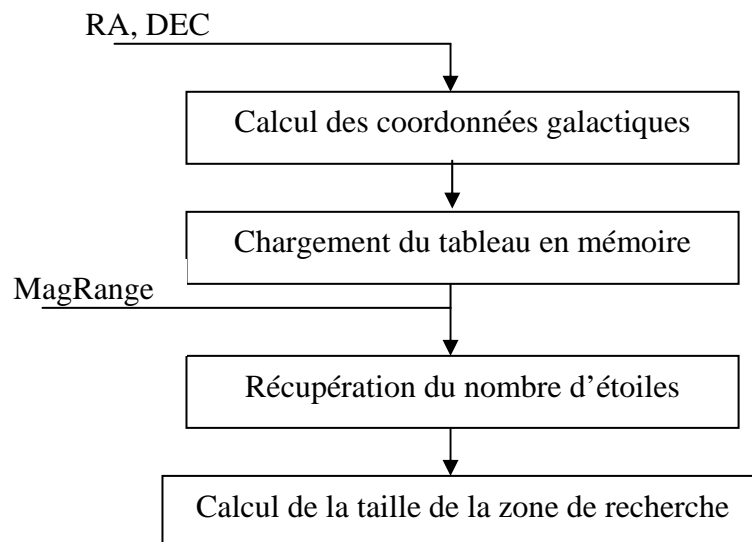 RA, DEC
Calcul des coordonnées galactiques
Chargement du tableau en mémoire
MagRange
Récupération du nombre d’étoiles
Calcul de la taille de la zone de recherche